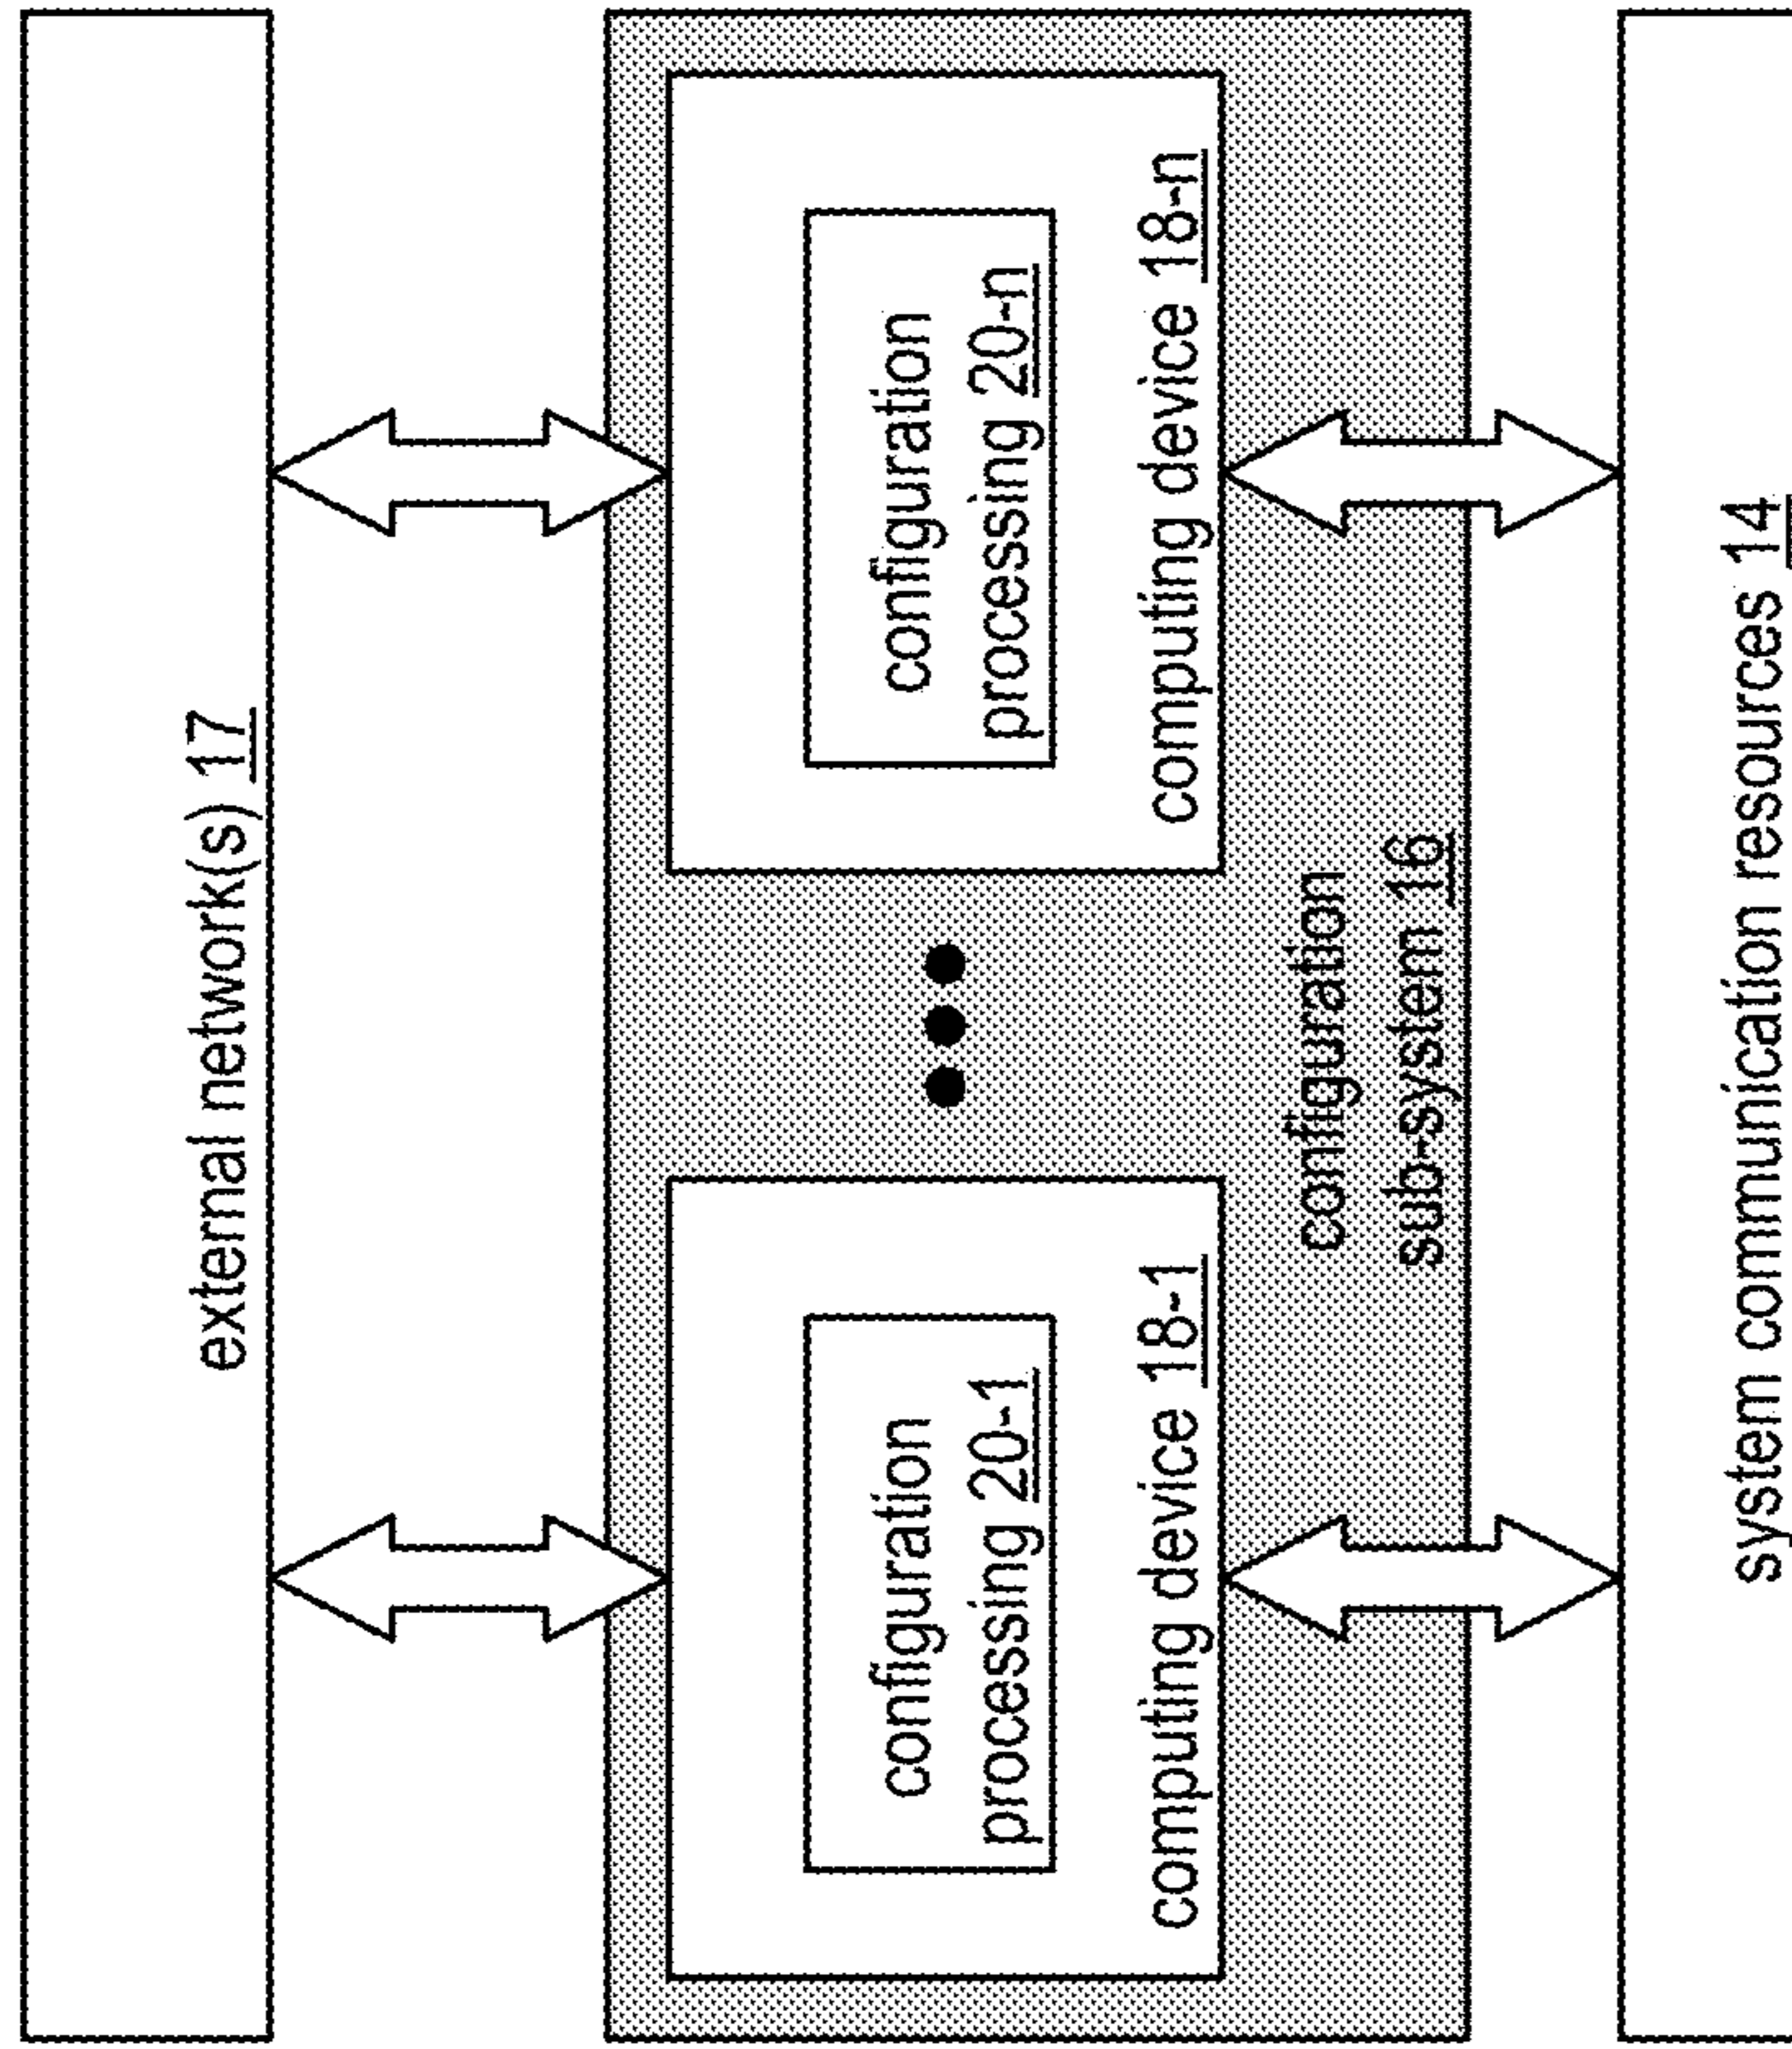 external network(s) 17
configuration
processing 20-1
computing device 18-1
configuration
processing 20-n
computing device 18-n
configuration
sub-system 16
system communication resources 14